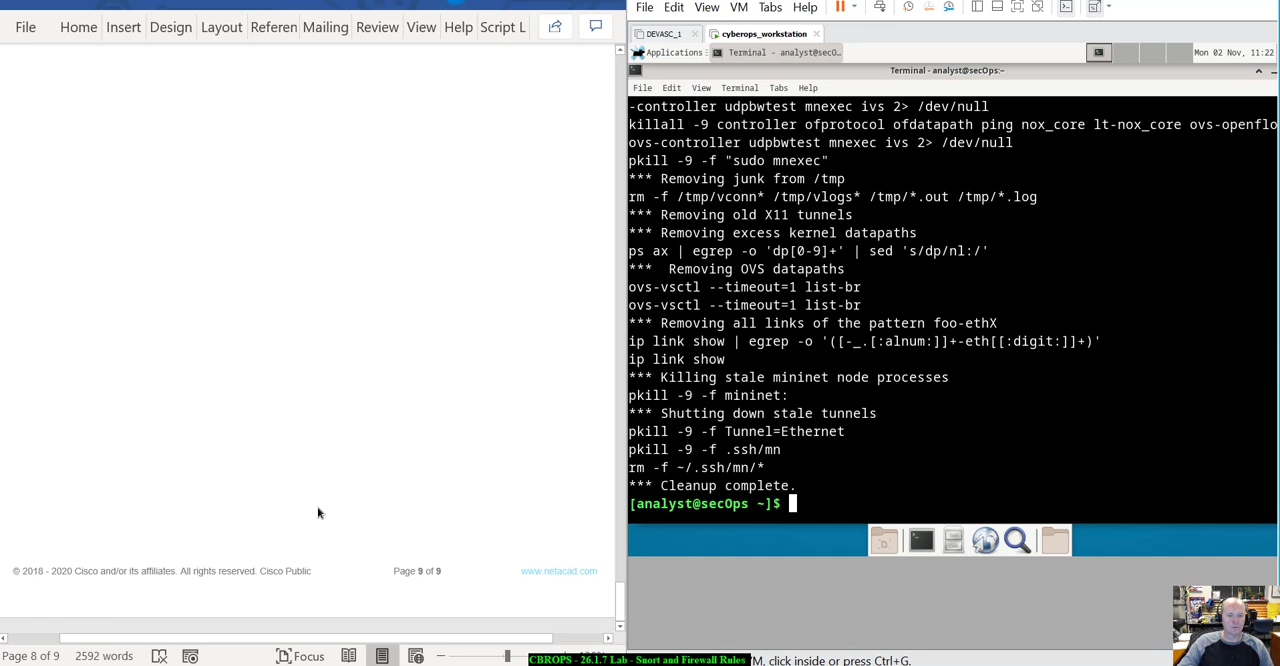 File Home Insert Design Layout Referen Mailing Review View Help Script L
© 2018 - 2020 Cisco and/or its affiliates. All rights reserved. Cisco Public Page 9 of 9 www.netacad.com
Page 8 of 9 2592 words Focus
File Edit View VM Tabs Help
DEVASC_1 cyberops_workstation
Applications Terminal - analyst@secO... Mon 02 Nov, 11:22
Terminal - analyst@secOps:~
File Edit View Terminal Tabs Help
-controller udpbwtest mnexec ivs 2> /dev/null
killall -9 controller ofprotocol ofdatapath ping nox_core lt-nox_core ovs-openflo
ovs-controller udpbwtest mnexec ivs 2> /dev/null
pkill -9 -f "sudo mnexec"
*** Removing junk from /tmp
rm -f /tmp/vconn* /tmp/vlogs* /tmp/*.out /tmp/*.log
*** Removing old X11 tunnels
*** Removing excess kernel datapaths
ps ax | egrep -o 'dp[0-9]+' | sed 's/dp/nl:/'
***  Removing OVS datapaths
ovs-vsctl --timeout=1 list-br
ovs-vsctl --timeout=1 list-br
*** Removing all links of the pattern foo-ethX
ip link show | egrep -o '([-_.[:alnum:]]+-eth[[:digit:]]+)'
ip link show
*** Killing stale mininet node processes
pkill -9 -f mininet:
*** Shutting down stale tunnels
pkill -9 -f Tunnel=Ethernet
pkill -9 -f .ssh/mn
rm -f ~/.ssh/mn/*
*** Cleanup complete.
[analyst@secOps ~]$
CBROPS - 26.1.7 Lab - Snort and Firewall Rules
M, click inside or press Ctrl+G.